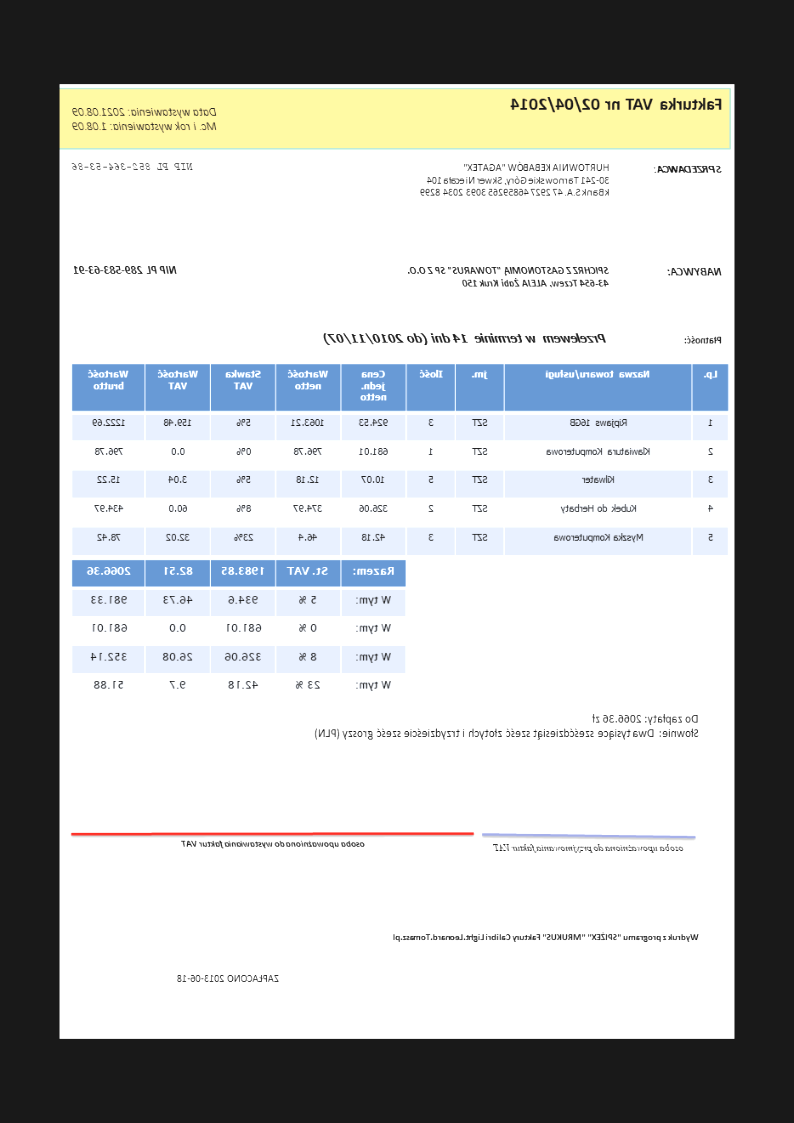 Fakturka VAT nr 02/04/2014
Data wystawienia: 2021.08.09
Mc. i rok wystawienia: 1.08.09
SPRZEDAWCA:
HURTOWNIA KEBABÓW "AGATEX"
30-241 Tarnowskie Góry, Skwer Niecała 104
kBank S.A. 47 2927 46859265 3093 2034 8299
NIP PL 852-364-53-86
NABYWCA:
SPICHRZ Z GASTONOMIĄ "TOWARUS" SP Z O.O.
43-654 Tczew, ALEJA Żabi Kruk 150
NIP PL 289-583-63-91
Płatność:
Przelewem w terminie 14 dni (do 2010/11/07)
Lp. Nazwa towaru/usługi jm. Ilość Cena jedn. netto Wartość netto Stawka VAT Wartość VAT Wartość brutto
1 Ripjaws 16GB SZT 3 924.53 1063.21 5% 159.48 1222.69
2 Klawiatura Komputerowa SZT 1 681.01 796.78 0% 0.0 796.78
3 Kilwater SZT 5 10.07 12.18 5% 3.04 15.22
4 Kubek do Herbaty SZT 2 326.06 374.97 8% 60.0 434.97
5 Myszka Komputerowa SZT 3 42.18 46.4 23% 32.02 78.42
Razem: St. VAT 1983.85 82.51 2066.36
W tym: 5 % 934.6 46.73 981.33
W tym: 0 % 681.01 0.0 681.01
W tym: 8 % 326.06 26.08 352.14
W tym: 23 % 42.18 9.7 51.88
Do zapłaty: 2066.36 zł
Słownie: Dwa tysiące sześćdziesiąt sześć złotych i trzydzieście sześć groszy (PLN)
osoba upoważniona do przyjmowania faktur VAT
osoba upoważniona do wystawiania faktur VAT
Wydruk z programu "SPIŻEX" "MRUKUS" Faktury Calibri Light.Leonard.Tomasz.pl
ZAPŁACONO 2013-06-18